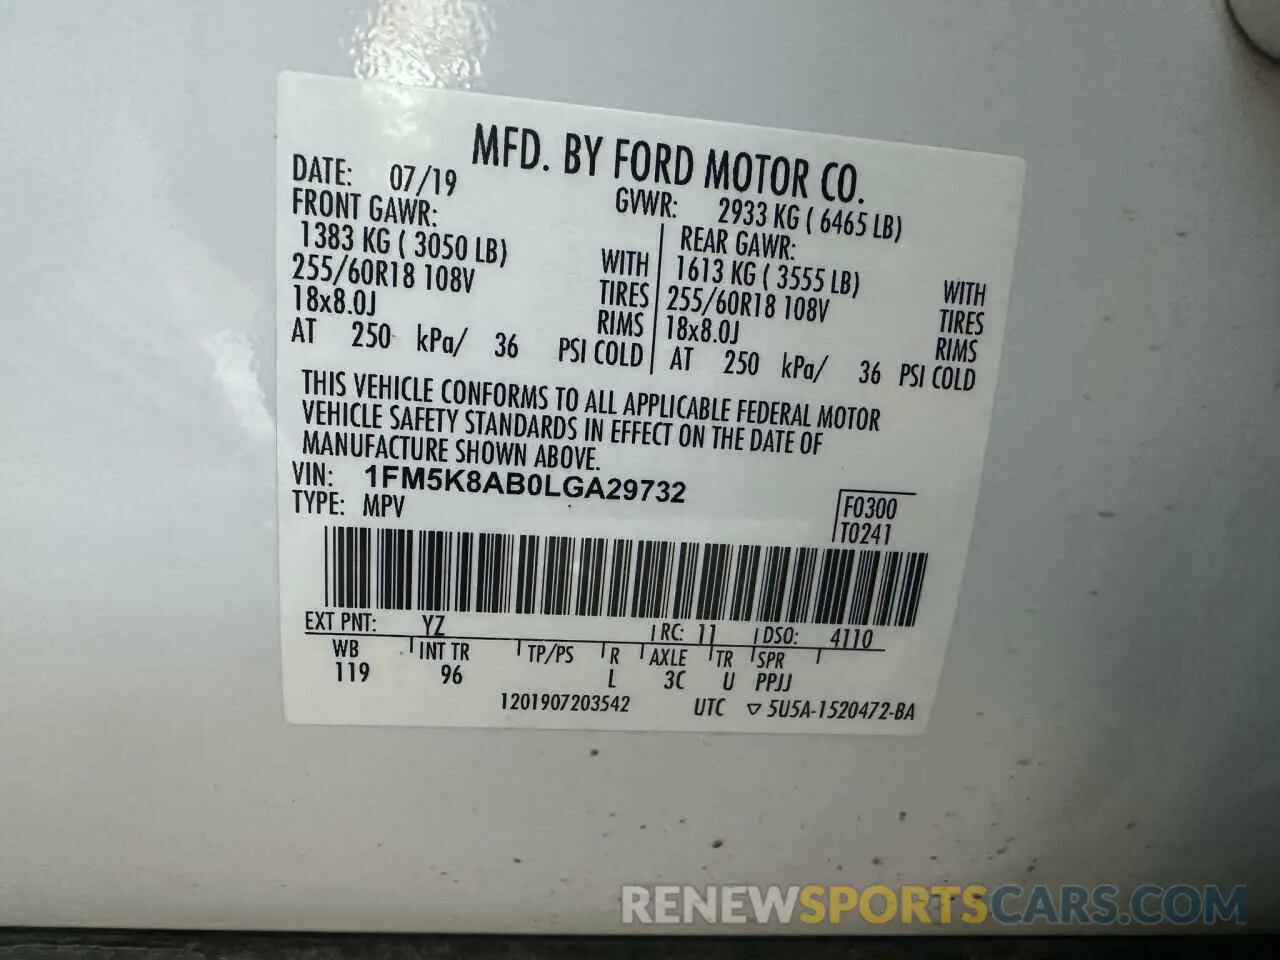 MFD. BY FORD MOTOR CO.
DATE: 07/19 GVWR: 2933 KG ( 6465 LB)
FRONT GAWR: REAR GAWR:
1383 KG ( 3050 LB) WITH 1613 KG ( 3555 LB) WITH
255/60R18 108V TIRES 255/60R18 108V TIRES
18x8.0J RIMS 18x8.0J RIMS
AT 250 kPa/ 36 PSI COLD AT 250 kPa/ 36 PSI COLD
THIS VEHICLE CONFORMS TO ALL APPLICABLE FEDERAL MOTOR
VEHICLE SAFETY STANDARDS IN EFFECT ON THE DATE OF
MANUFACTURE SHOWN ABOVE.
VIN: 1FM5K8AB0LGA29732
TYPE: MPV F0300
T0241
EXT PNT: YZ RC: 11 DSO: 4110
WB INT TR TP/PS R AXLE TR SPR
119 96 L 3C U PPJJ
1201907203542 UTC ▽ 5U5A-1520472-BA
RENEWSPORTSCARS.COM